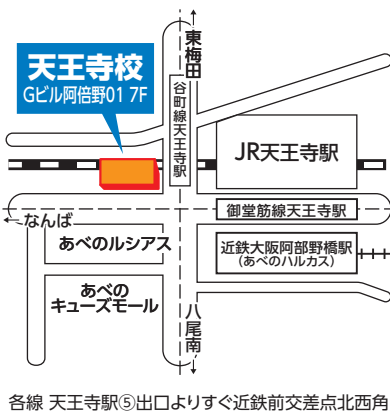 東梅田
天王寺校
Gビル阿倍野01 7F
谷町線天王寺駅
JR天王寺駅
御堂筋線天王寺駅
なんば
あべのルシアス
近鉄大阪阿部野橋駅
(あべのハルカス)
あべの
キューズモール
八尾南
各線 天王寺駅⑤出口よりすぐ近鉄前交差点北西角